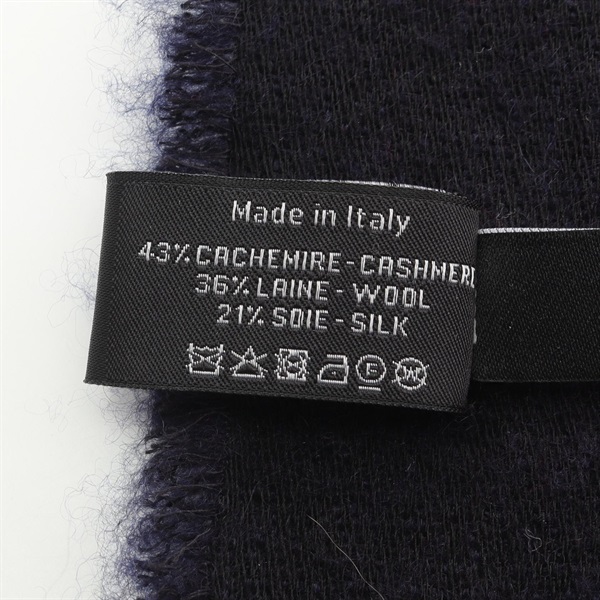 Made in Italy
43% CACHEMIRE - CASHMERE
36% LAINE - WOOL
21% SOIE - SILK